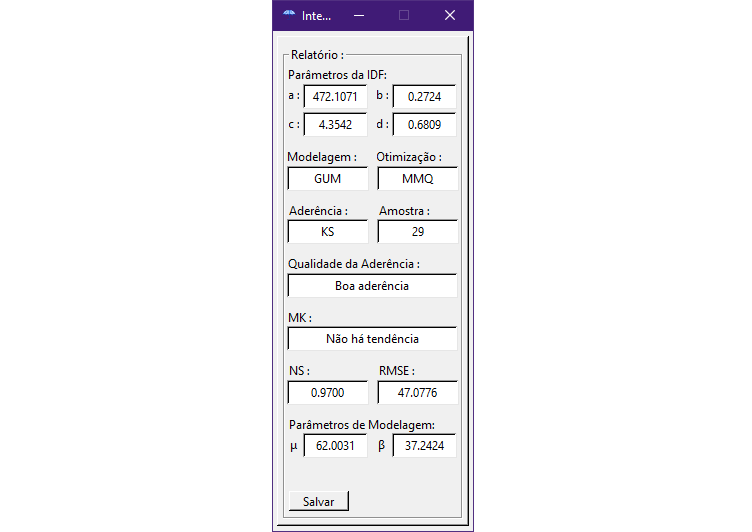 Inte...
Relatório :
Parâmetros da IDF:
a : 472.1071 b : 0.2724
c : 4.3542 d : 0.6809
Modelagem : Otimização :
GUM MMQ
Aderência : Amostra :
KS 29
Qualidade da Aderência :
Boa aderência
MK :
Não há tendência
NS : RMSE :
0.9700 47.0776
Parâmetros de Modelagem:
μ 62.0031 β 37.2424
Salvar